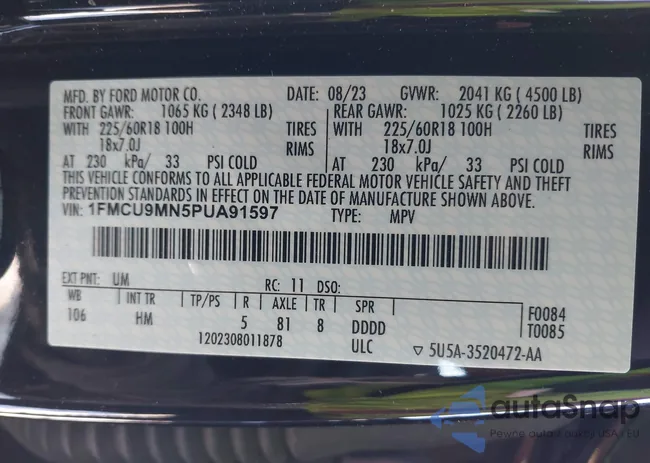 MFD. BY FORD MOTOR CO. DATE: 08/23 GVWR: 2041 KG ( 4500 LB)
FRONT GAWR: 1065 KG ( 2348 LB) REAR GAWR: 1025 KG ( 2260 LB)
WITH 225/60R18 100H TIRES WITH 225/60R18 100H TIRES
18x7.0J RIMS 18x7.0J RIMS
AT 230 kPa/ 33 PSI COLD AT 230 kPa/ 33 PSI COLD
THIS VEHICLE CONFORMS TO ALL APPLICABLE FEDERAL MOTOR VEHICLE SAFETY AND THEFT
PREVENTION STANDARDS IN EFFECT ON THE DATE OF MANUFACTURE SHOWN ABOVE.
VIN: 1FMCU9MN5PUA91597 TYPE: MPV
EXT PNT: UM RC: 11 DSO:
WB INT TR TP/PS R AXLE TR SPR
106 HM 5 81 8 DDDD
F0084
T0085
1202308011878 ULC ▽ 5U5A-3520472-AA
autoSnap
Pewne auta i aukcje USA i EU